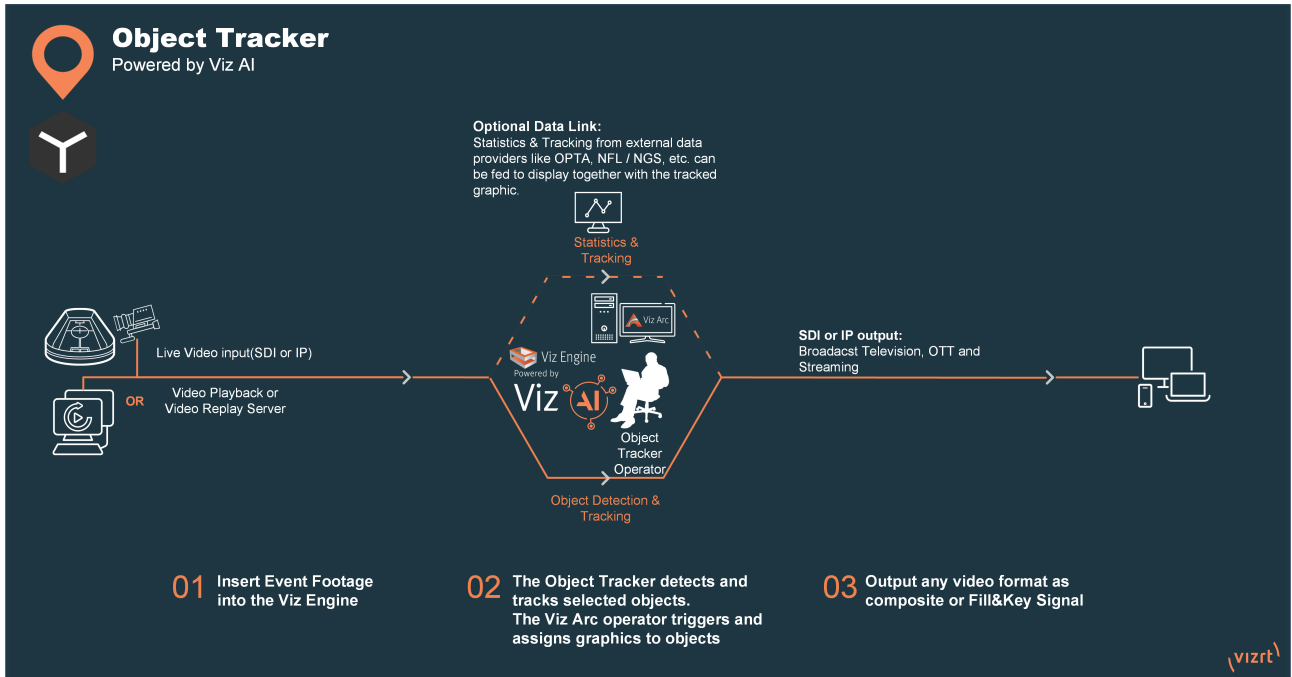 Object Tracker
Powered by Viz AI
Optional Data Link:
Statistics & Tracking from external data
providers like OPTA, NFL / NGS, etc. can
be fed to display together with the tracked
graphic.
Statistics &
Tracking
Viz Arc
Live Video input(SDI or IP)
OR
Video Playback or
Video Replay Server
Viz Engine
Powered by
Viz AI
Object
Tracker
Operator
Object Detection &
Tracking
SDI or IP output:
Broadacst Television, OTT and
Streaming
01 Insert Event Footage
into the Viz Engine
02 The Object Tracker detects and
tracks selected objects.
The Viz Arc operator triggers and
assigns graphics to objects
03 Output any video format as
composite or Fill&Key Signal
vizrt